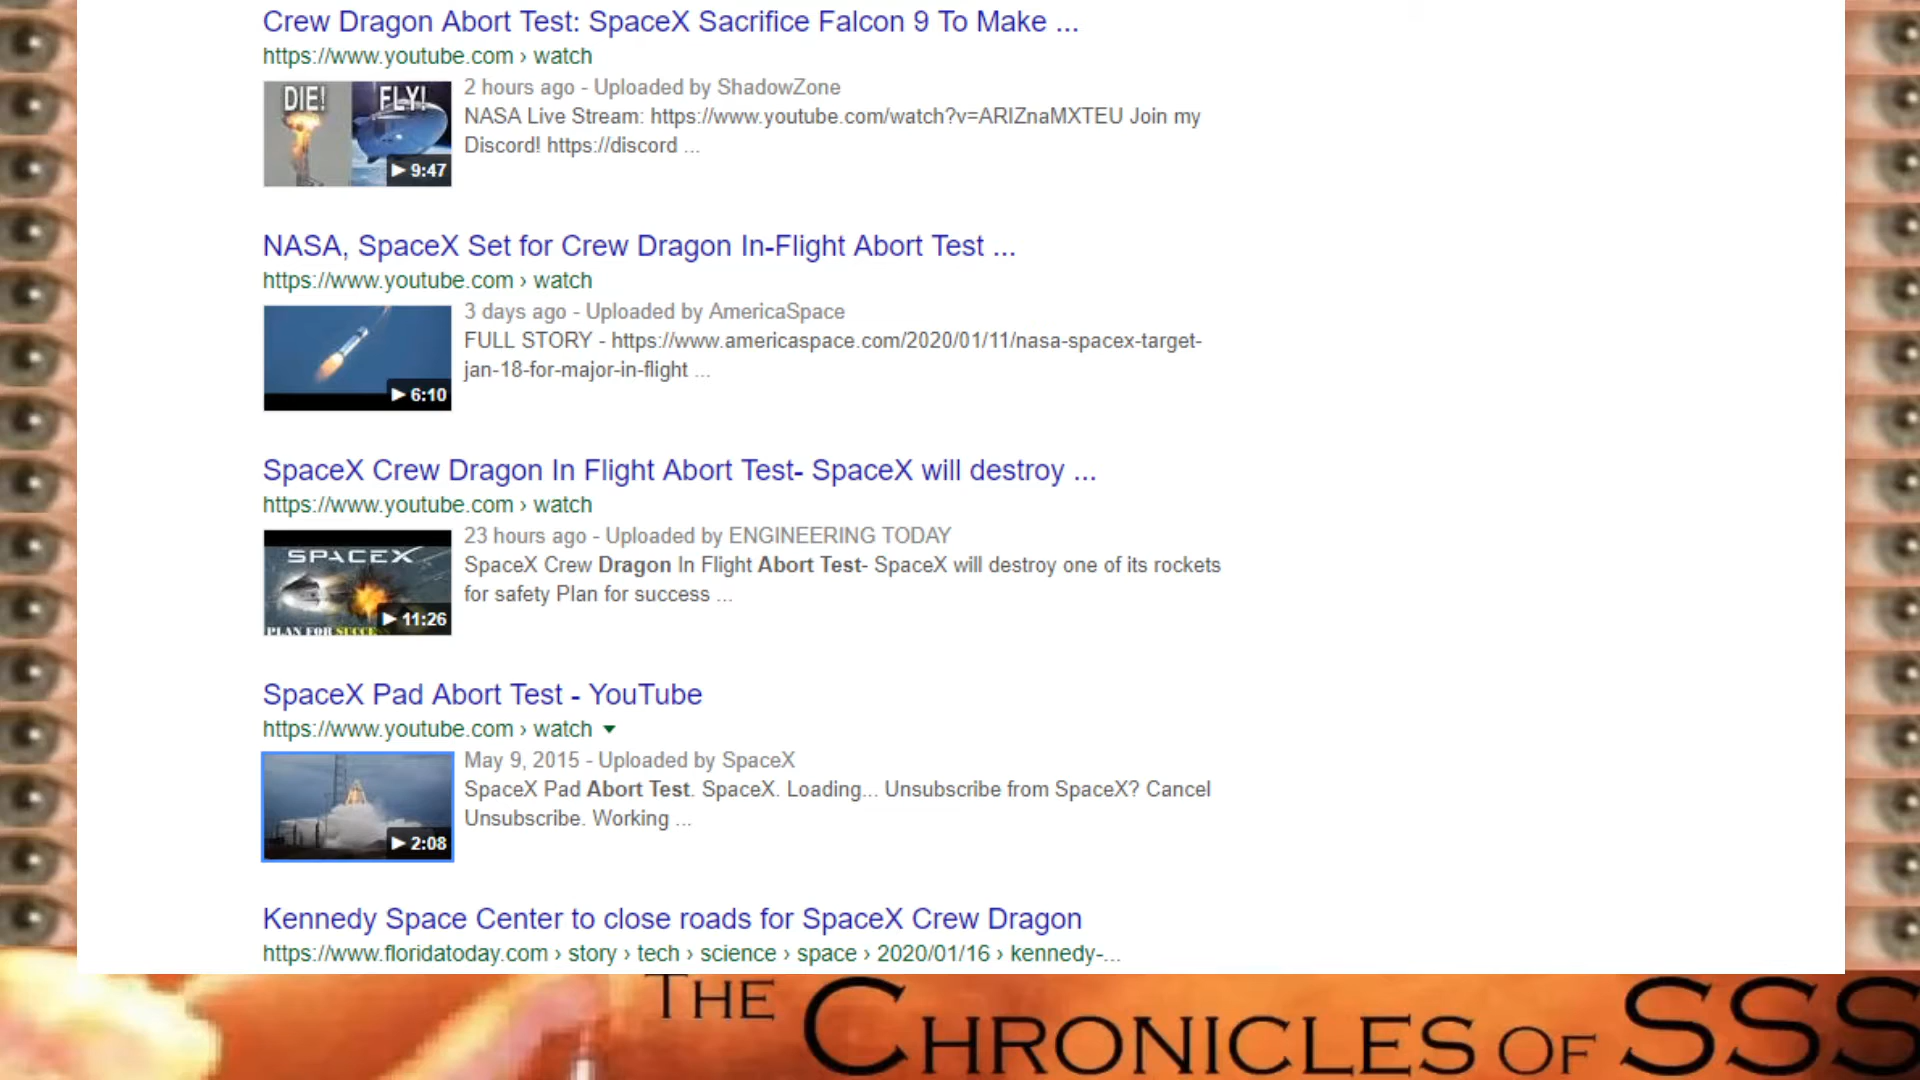 Crew Dragon Abort Test: SpaceX Sacrifice Falcon 9 To Make ...
https://www.youtube.com › watch
DIE! FLY!
9:47
2 hours ago - Uploaded by ShadowZone
NASA Live Stream: https://www.youtube.com/watch?v=ARIZnaMXTEU Join my
Discord! https://discord ...
NASA, SpaceX Set for Crew Dragon In-Flight Abort Test ...
https://www.youtube.com › watch
6:10
3 days ago - Uploaded by AmericaSpace
FULL STORY - https://www.americaspace.com/2020/01/11/nasa-spacex-target-
jan-18-for-major-in-flight ...
SpaceX Crew Dragon In Flight Abort Test- SpaceX will destroy ...
https://www.youtube.com › watch
SPACEX
11:26
PLAN FOR
23 hours ago - Uploaded by ENGINEERING TODAY
SpaceX Crew Dragon In Flight Abort Test- SpaceX will destroy one of its rockets
for safety Plan for success ...
SpaceX Pad Abort Test - YouTube
https://www.youtube.com › watch
2:08
May 9, 2015 - Uploaded by SpaceX
SpaceX Pad Abort Test. SpaceX. Loading... Unsubscribe from SpaceX? Cancel
Unsubscribe. Working ...
Kennedy Space Center to close roads for SpaceX Crew Dragon
https://www.floridatoday.com › story › tech › science › space › 2020/01/16 › kennedy-...
THE CHRONICLES OF SSS